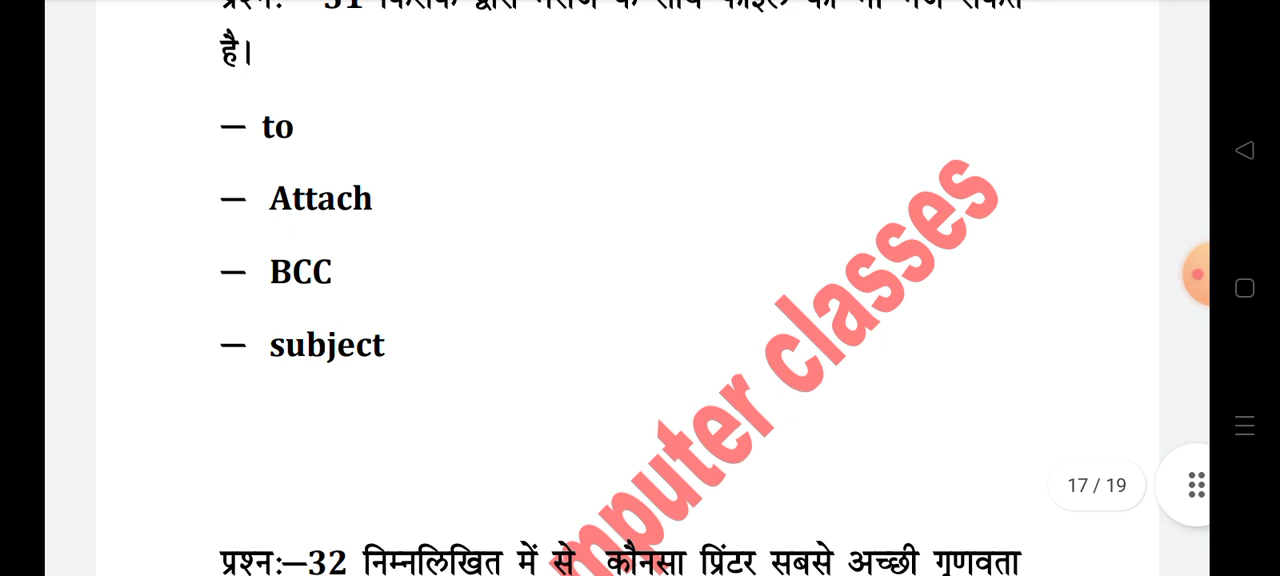 है।
— to
— Attach
— BCC
— subject
mputer classes
17 / 19
प्रश्नः—32 निम्नलिखित में से कौनसा प्रिंटर सबसे अच्छी गुणवता